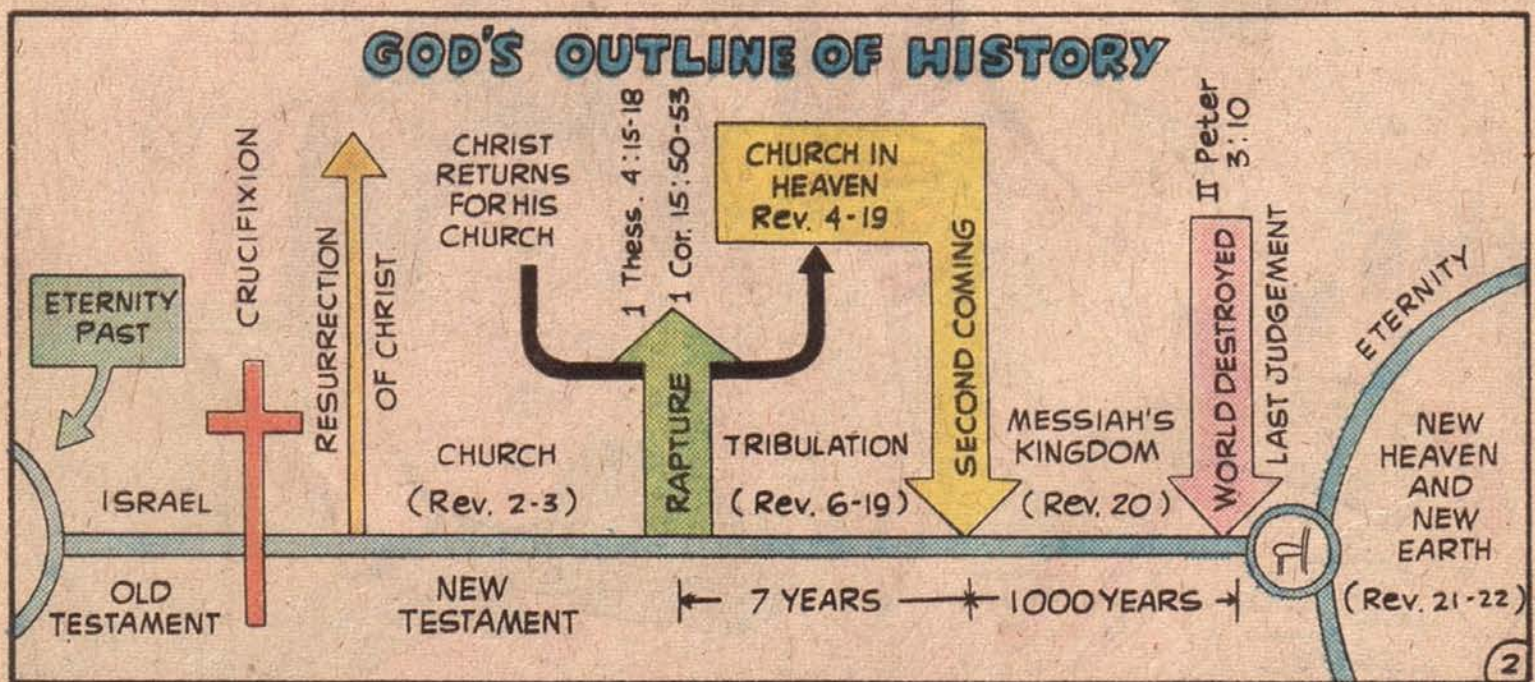 GOD'S OUTLINE OF HISTORY
ETERNITY
PAST
ISRAEL
OLD
TESTAMENT
CRUCIFIXION
RESURRECTION
OF CHRIST
CHRIST
RETURNS
FOR HIS
CHURCH
CHURCH
(Rev. 2-3)
NEW
TESTAMENT
1 Thess. 4:15-18
1 Cor. 15:50-53
RAPTURE
CHURCH IN
HEAVEN
Rev. 4-19
TRIBULATION
(Rev. 6-19)
7 YEARS
SECOND COMING
MESSIAH'S
KINGDOM
(Rev. 20)
1000 YEARS
II Peter
3:10
WORLD DESTROYED
LAST JUDGEMENT
ETERNITY
NEW
HEAVEN
AND
NEW
EARTH
(Rev. 21-22)
2